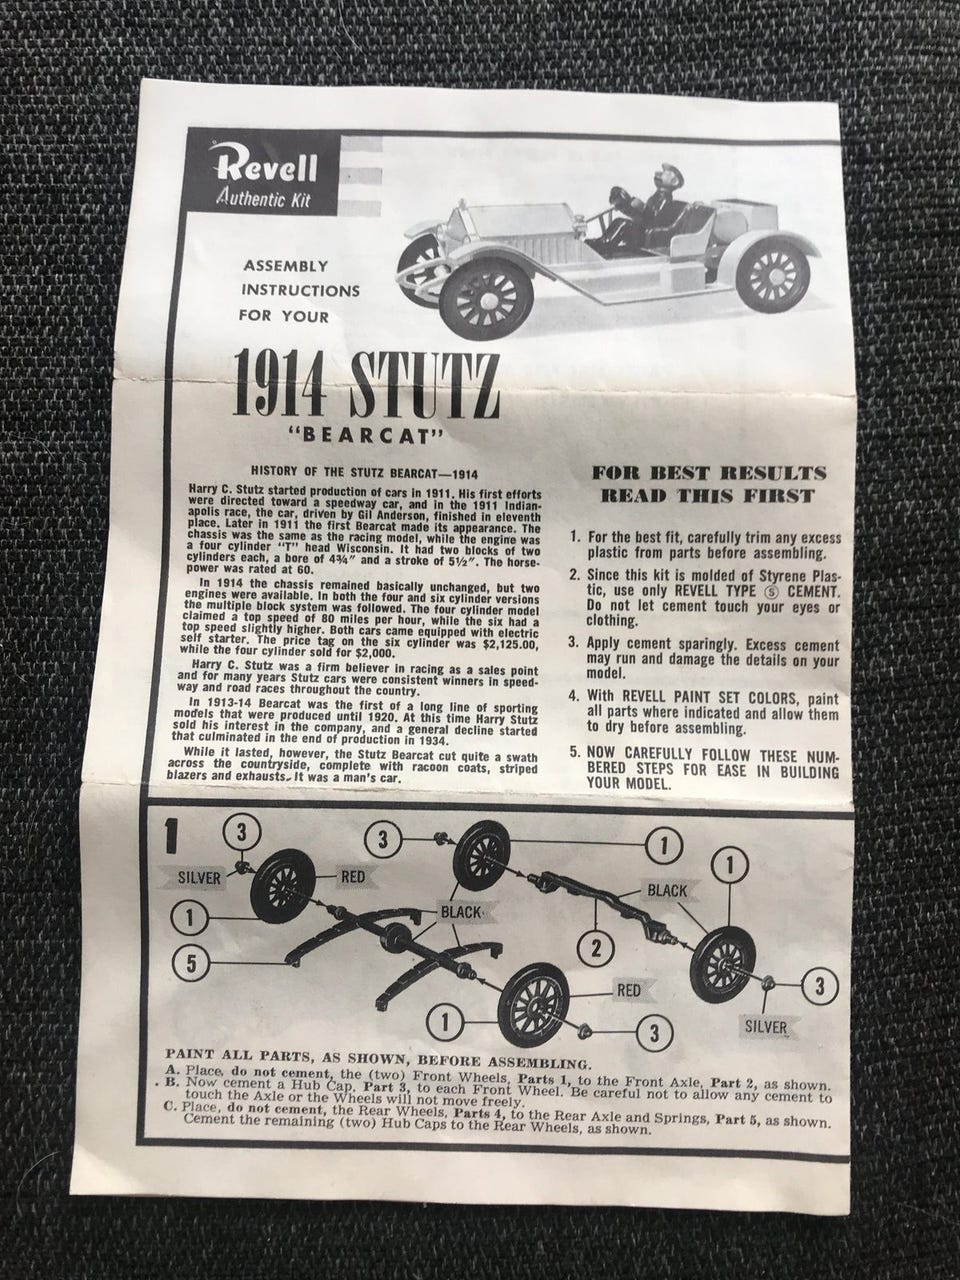 Revell
Authentic Kit
ASSEMBLY
INSTRUCTIONS
FOR YOUR
1914 STUTZ
"BEARCAT"
HISTORY OF THE STUTZ BEARCAT—1914
Harry C. Stutz started production of cars in 1911. His first efforts
were directed toward a speedway car, and in the 1911 Indian-
apolis race, the car, driven by Gil Anderson, finished in eleventh
place. Later in 1911 the first Bearcat made its appearance. The
chassis was the same as the racing model, while the engine was
a four cylinder "T" head Wisconsin. It had two blocks of two
cylinders each, a bore of 4¾" and a stroke of 5½". The horse-
power was rated at 60.
In 1914 the chassis remained basically unchanged, but two
engines were available. In both the four and six cylinder versions
the multiple block system was followed. The four cylinder model
claimed a top speed of 80 miles per hour, while the six had a
top speed slightly higher. Both cars came equipped with electric
self starter. The price tag on the six cylinder was $2,125.00,
while the four cylinder sold for $2,000.
Harry C. Stutz was a firm believer in racing as a sales point
and for many years Stutz cars were consistent winners in speed-
way and road races throughout the country.
In 1913-14 Bearcat was the first of a long line of sporting
models that were produced until 1920. At this time Harry Stutz
sold his interest in the company, and a general decline started
that culminated in the end of production in 1934.
While it lasted, however, the Stutz Bearcat cut quite a swath
across the countryside, complete with racoon coats, striped
blazers and exhausts. It was a man's car.
FOR BEST RESULTS
READ THIS FIRST
1. For the best fit, carefully trim any excess
plastic from parts before assembling.
2. Since this kit is molded of Styrene Plas-
tic, use only REVELL TYPE Ⓢ CEMENT.
Do not let cement touch your eyes or
clothing.
3. Apply cement sparingly. Excess cement
may run and damage the details on your
model.
4. With REVELL PAINT SET COLORS, paint
all parts where indicated and allow them
to dry before assembling.
5. NOW CAREFULLY FOLLOW THESE NUM-
BERED STEPS FOR EASE IN BUILDING
YOUR MODEL.
1
3
3
1
1
SILVER
RED
BLACK
1
BLACK
2
5
3
RED
1
3
SILVER
PAINT ALL PARTS, AS SHOWN, BEFORE ASSEMBLING.
A. Place, do not cement, the (two) Front Wheels, Parts 1, to the Front Axle, Part 2, as shown.
B. Now cement a Hub Cap, Part 3, to each Front Wheel. Be careful not to allow any cement to
touch the Axle or the Wheels will not move freely.
C. Place, do not cement, the Rear Wheels, Parts 4, to the Rear Axle and Springs, Part 5, as shown.
Cement the remaining (two) Hub Caps to the Rear Wheels, as shown.